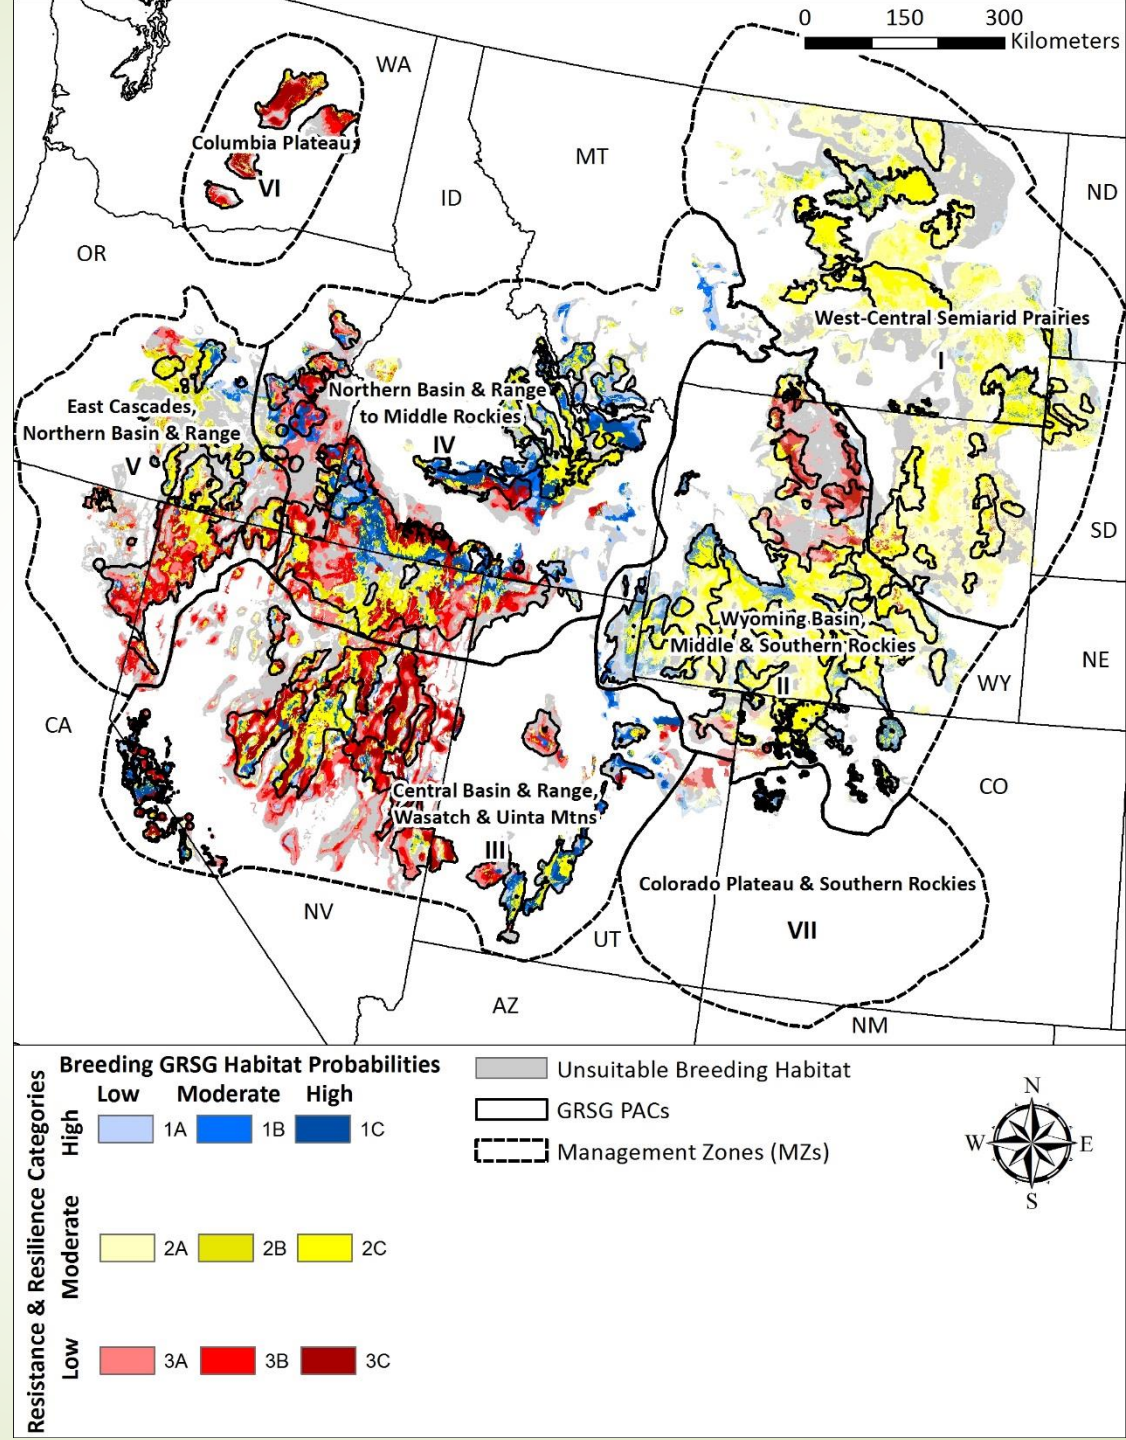 0 150 300
Kilometers
WA
Columbia Plateau
VI
MT
ID
ND
OR
West-Central Semiarid Prairies
I
Northern Basin & Range
to Middle Rockies
IV
East Cascades,
Northern Basin & Range
V
SD
Wyoming Basin,
Middle & Southern Rockies
II
NE
WY
CA
CO
Central Basin & Range,
Wasatch & Uinta Mtns
III
Colorado Plateau & Southern Rockies
VII
NV
UT
AZ
NM
Breeding GRSG Habitat Probabilities
Low Moderate High
Resistance & Resilience Categories
High
1A 1B 1C
Moderate
2A 2B 2C
Low
3A 3B 3C
Unsuitable Breeding Habitat
GRSG PACs
Management Zones (MZs)
N
W E
S